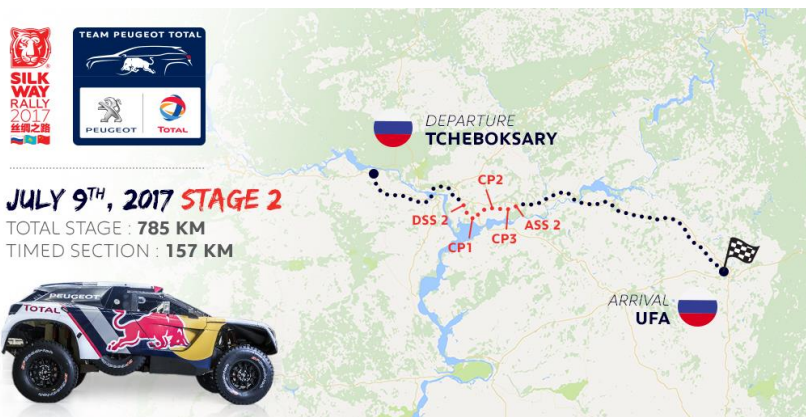 SILK
WAY
RALLY
2017
丝绸之路
TEAM PEUGEOT TOTAL
PEUGEOT
TOTAL
JULY 9TH, 2017 STAGE 2
TOTAL STAGE : 785 KM
TIMED SECTION : 157 KM
DEPARTURE
TCHEBOKSARY
DSS 2
CP1
CP2
CP3
ASS 2
ARRIVAL
UFA
PEUGEOT
TOTAL
Red Bull